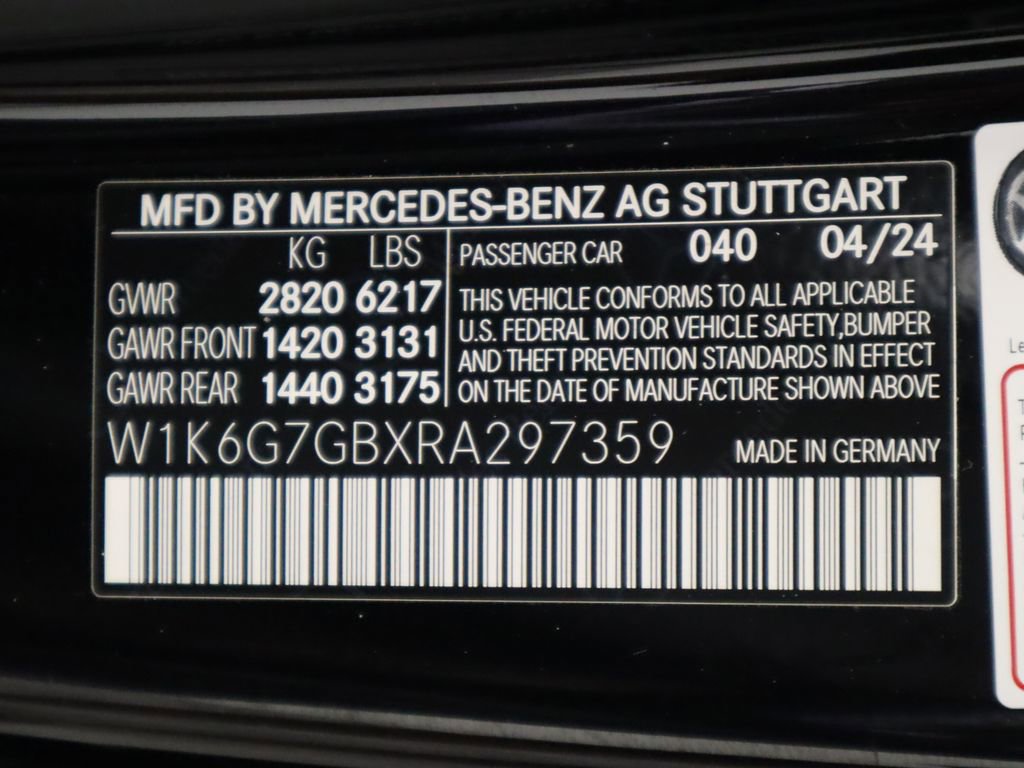 MFD BY MERCEDES-BENZ AG STUTTGART
KG LBS
GVWR 2820 6217
GAWR FRONT 1420 3131
GAWR REAR 1440 3175
PASSENGER CAR 040 04/24
THIS VEHICLE CONFORMS TO ALL APPLICABLE
U.S. FEDERAL MOTOR VEHICLE SAFETY,BUMPER
AND THEFT PREVENTION STANDARDS IN EFFECT
ON THE DATE OF MANUFACTURE SHOWN ABOVE
W1K6G7GBXRA297359 MADE IN GERMANY
Le